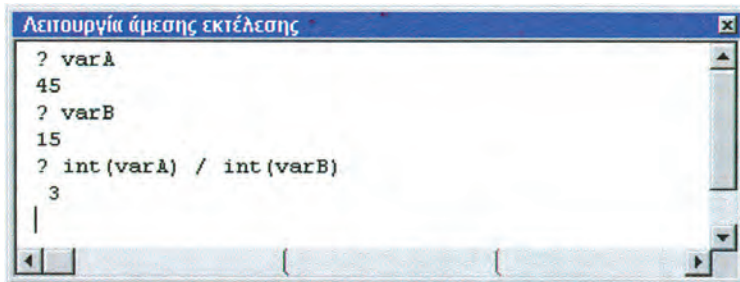 Λειτουργία άμεσης εκτέλεσης
? varA
45
? varB
15
? int(varA) / int(varB)
3